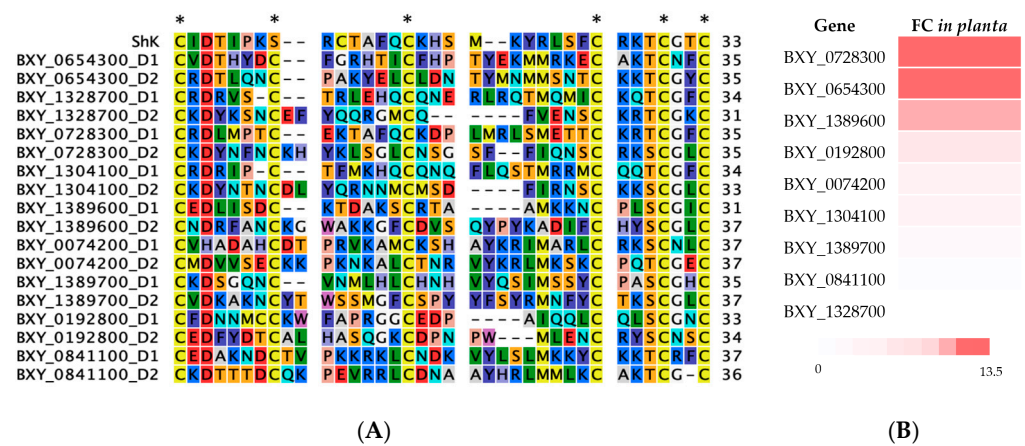 * * * * * *
ShK CIDTIPKS-- RCTAFQCKHS M--KYRLSFC RKTCGTC 33
BXY_0654300_D1 CVDTHYDC-- FGRHTICFHP TYEKMMRKEC AKTCNFC 35
BXY_0654300_D2 CRDTLQNC-- PAKYELCLDN TYMNMMSNTC KKTCGYC 35
BXY_1328700_D1 CRDRVS-C-- TRLEHQCQNE RLRQTMQMIC KQTCGFC 34
BXY_1328700_D2 CKDYKSNCEF YQQRGMCQ-- ----FVENSC KRTCGKC 31
BXY_0728300_D1 CRDLMPTC-- EKTAFQCKDP LMRLSMETTC KRTCGFC 35
BXY_0728300_D2 CKDYNFNCKH YKLSGLCNSG SF--FIQNSC RKSCGLC 35
BXY_1304100_D1 CRDRIP-C-- TFMKHQCQNQ FLQSTMRRMC QQTCGFC 34
BXY_1304100_D2 CKDYNTNCDL YQRNNMCMSD ----FIRNSC KKSCGLC 33
BXY_1389600_D1 CEDLISDC-- KTDAKSCRTA ----AMKKNC PLSCGIC 31
BXY_1389600_D2 CNDRFANCKG WAKKGFCDVS QYPYKADIFC HYSCGLC 37
BXY_0074200_D1 CVHADAHCDT PRVKAMCKSH AYKRIMARLC RKSCNLC 37
BXY_0074200_D2 CMDVVSECKK PKNKALCTNR VYKRLMKSKC PQTCGEC 37
BXY_1389700_D1 CKDSGQNC-- VNMLHLCHNH VYQSIMSSYC PASCGHC 35
BXY_1389700_D2 CVDKAKNCYT WSSMGFCSPY YFSYRMNFYC TKSCGLC 37
BXY_0192800_D1 CFDNNMCCKW FAPRGGCEDP ----AIQQLC QLSCGNC 33
BXY_0192800_D2 CEDFYDTCAL HASQGKCDPN PW---MLENC RYSCNSC 34
BXY_0841100_D1 CEDAKNDCTV PKKRKLCNDK VYLSLMKKYC KKTCRFC 37
BXY_0841100_D2 CKDTTTDCQK PEVRRLCDNA AYHRLMMLKC AKTCG-C 36
(A)
Gene FC in planta
BXY_0728300
BXY_0654300
BXY_1389600
BXY_0192800
BXY_0074200
BXY_1304100
BXY_1389700
BXY_0841100
BXY_1328700
0 13.5
(B)